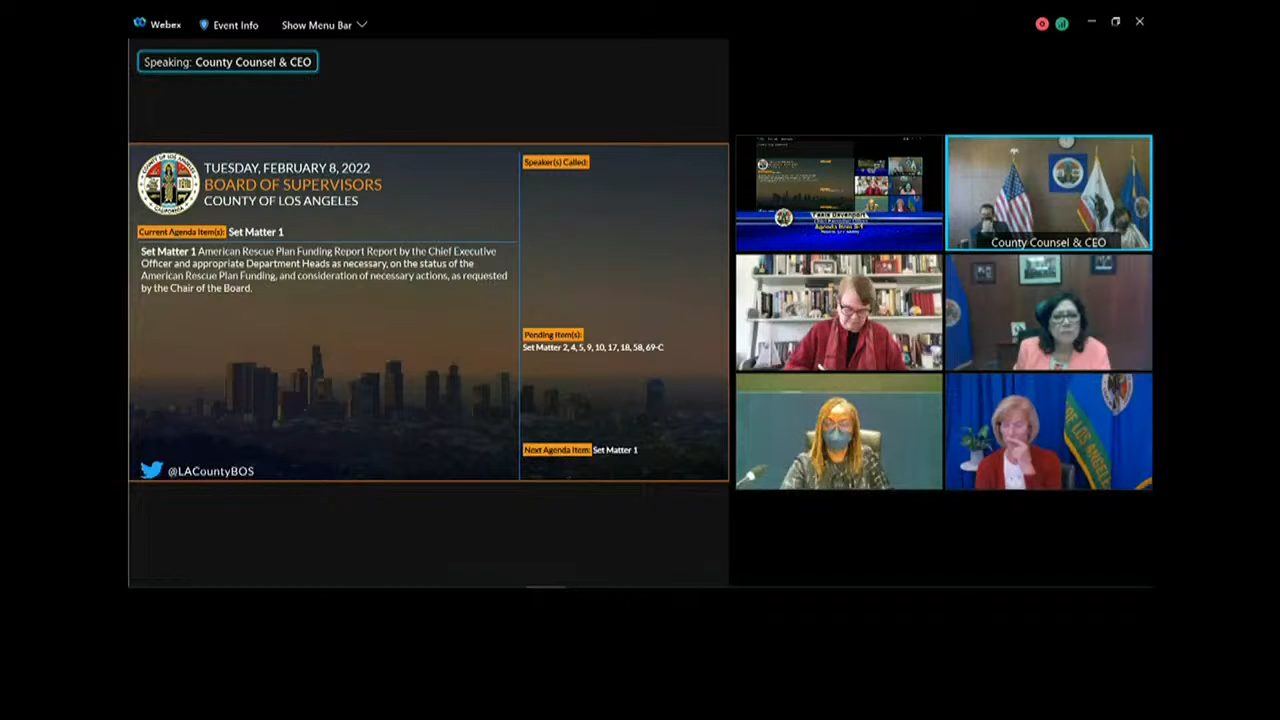 Webex
Event Info
Show Menu Bar
Speaking: County Counsel & CEO
TUESDAY, FEBRUARY 8, 2022
BOARD OF SUPERVISORS
COUNTY OF LOS ANGELES
Current Agenda Item(s): Set Matter 1
Set Matter 1 American Rescue Plan Funding Report Report by the Chief Executive
Officer and appropriate Department Heads as necessary, on the status of the
American Rescue Plan Funding, and consideration of necessary actions, as requested
by the Chair of the Board.
@LACountyBOS
Speaker(s) Called:
Pending Item(s):
Set Matter 2, 4, 5, 9, 10, 17, 18, 58, 69-C
Next Agenda Item: Set Matter 1
County Counsel & CEO
OF LOS ANGELES